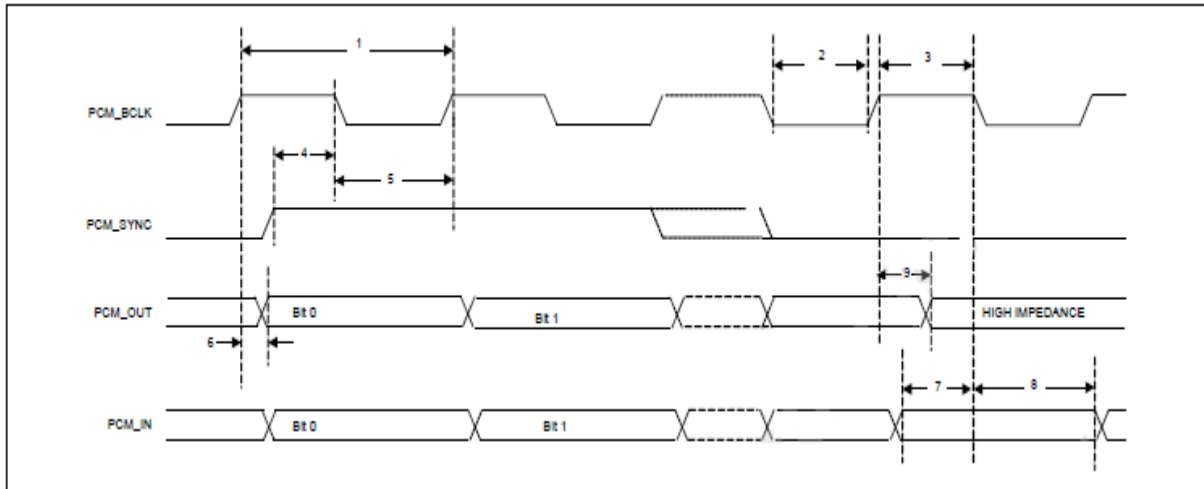 1
2
3
PCM_BCLK
4
5
PCM_SYNC
9
PCM_OUT
Bit 0
Bit 1
HIGH IMPEDANCE
6
7
8
PCM_IN
Bit 0
Bit 1